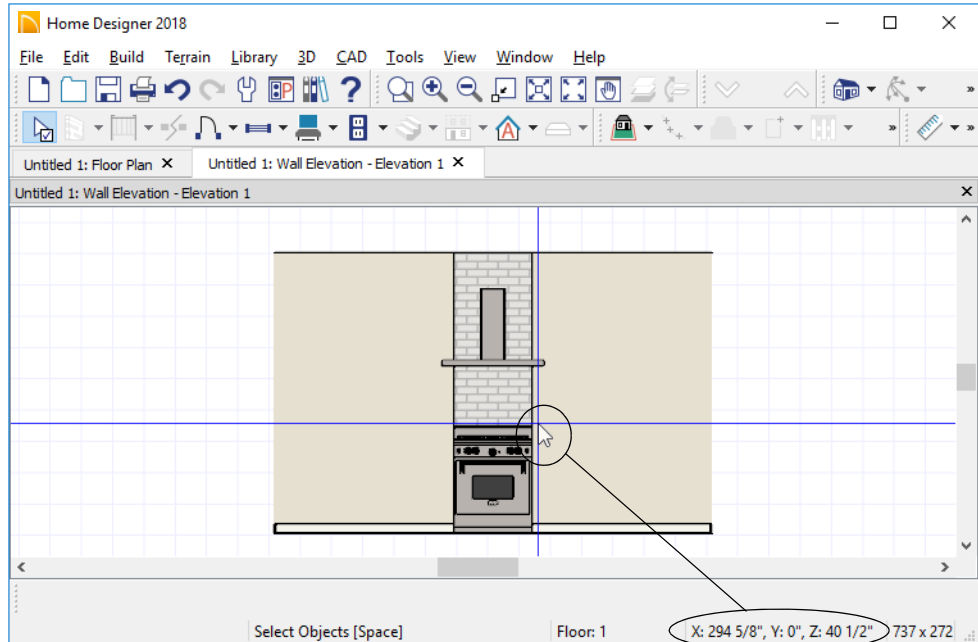 Home Designer 2018
File Edit Build Terrain Library 3D CAD Tools View Window Help
Untitled 1: Floor Plan × Untitled 1: Wall Elevation - Elevation 1 ×
Untitled 1: Wall Elevation - Elevation 1
Select Objects [Space] Floor: 1 X: 294 5/8", Y: 0", Z: 40 1/2" 737 x 272